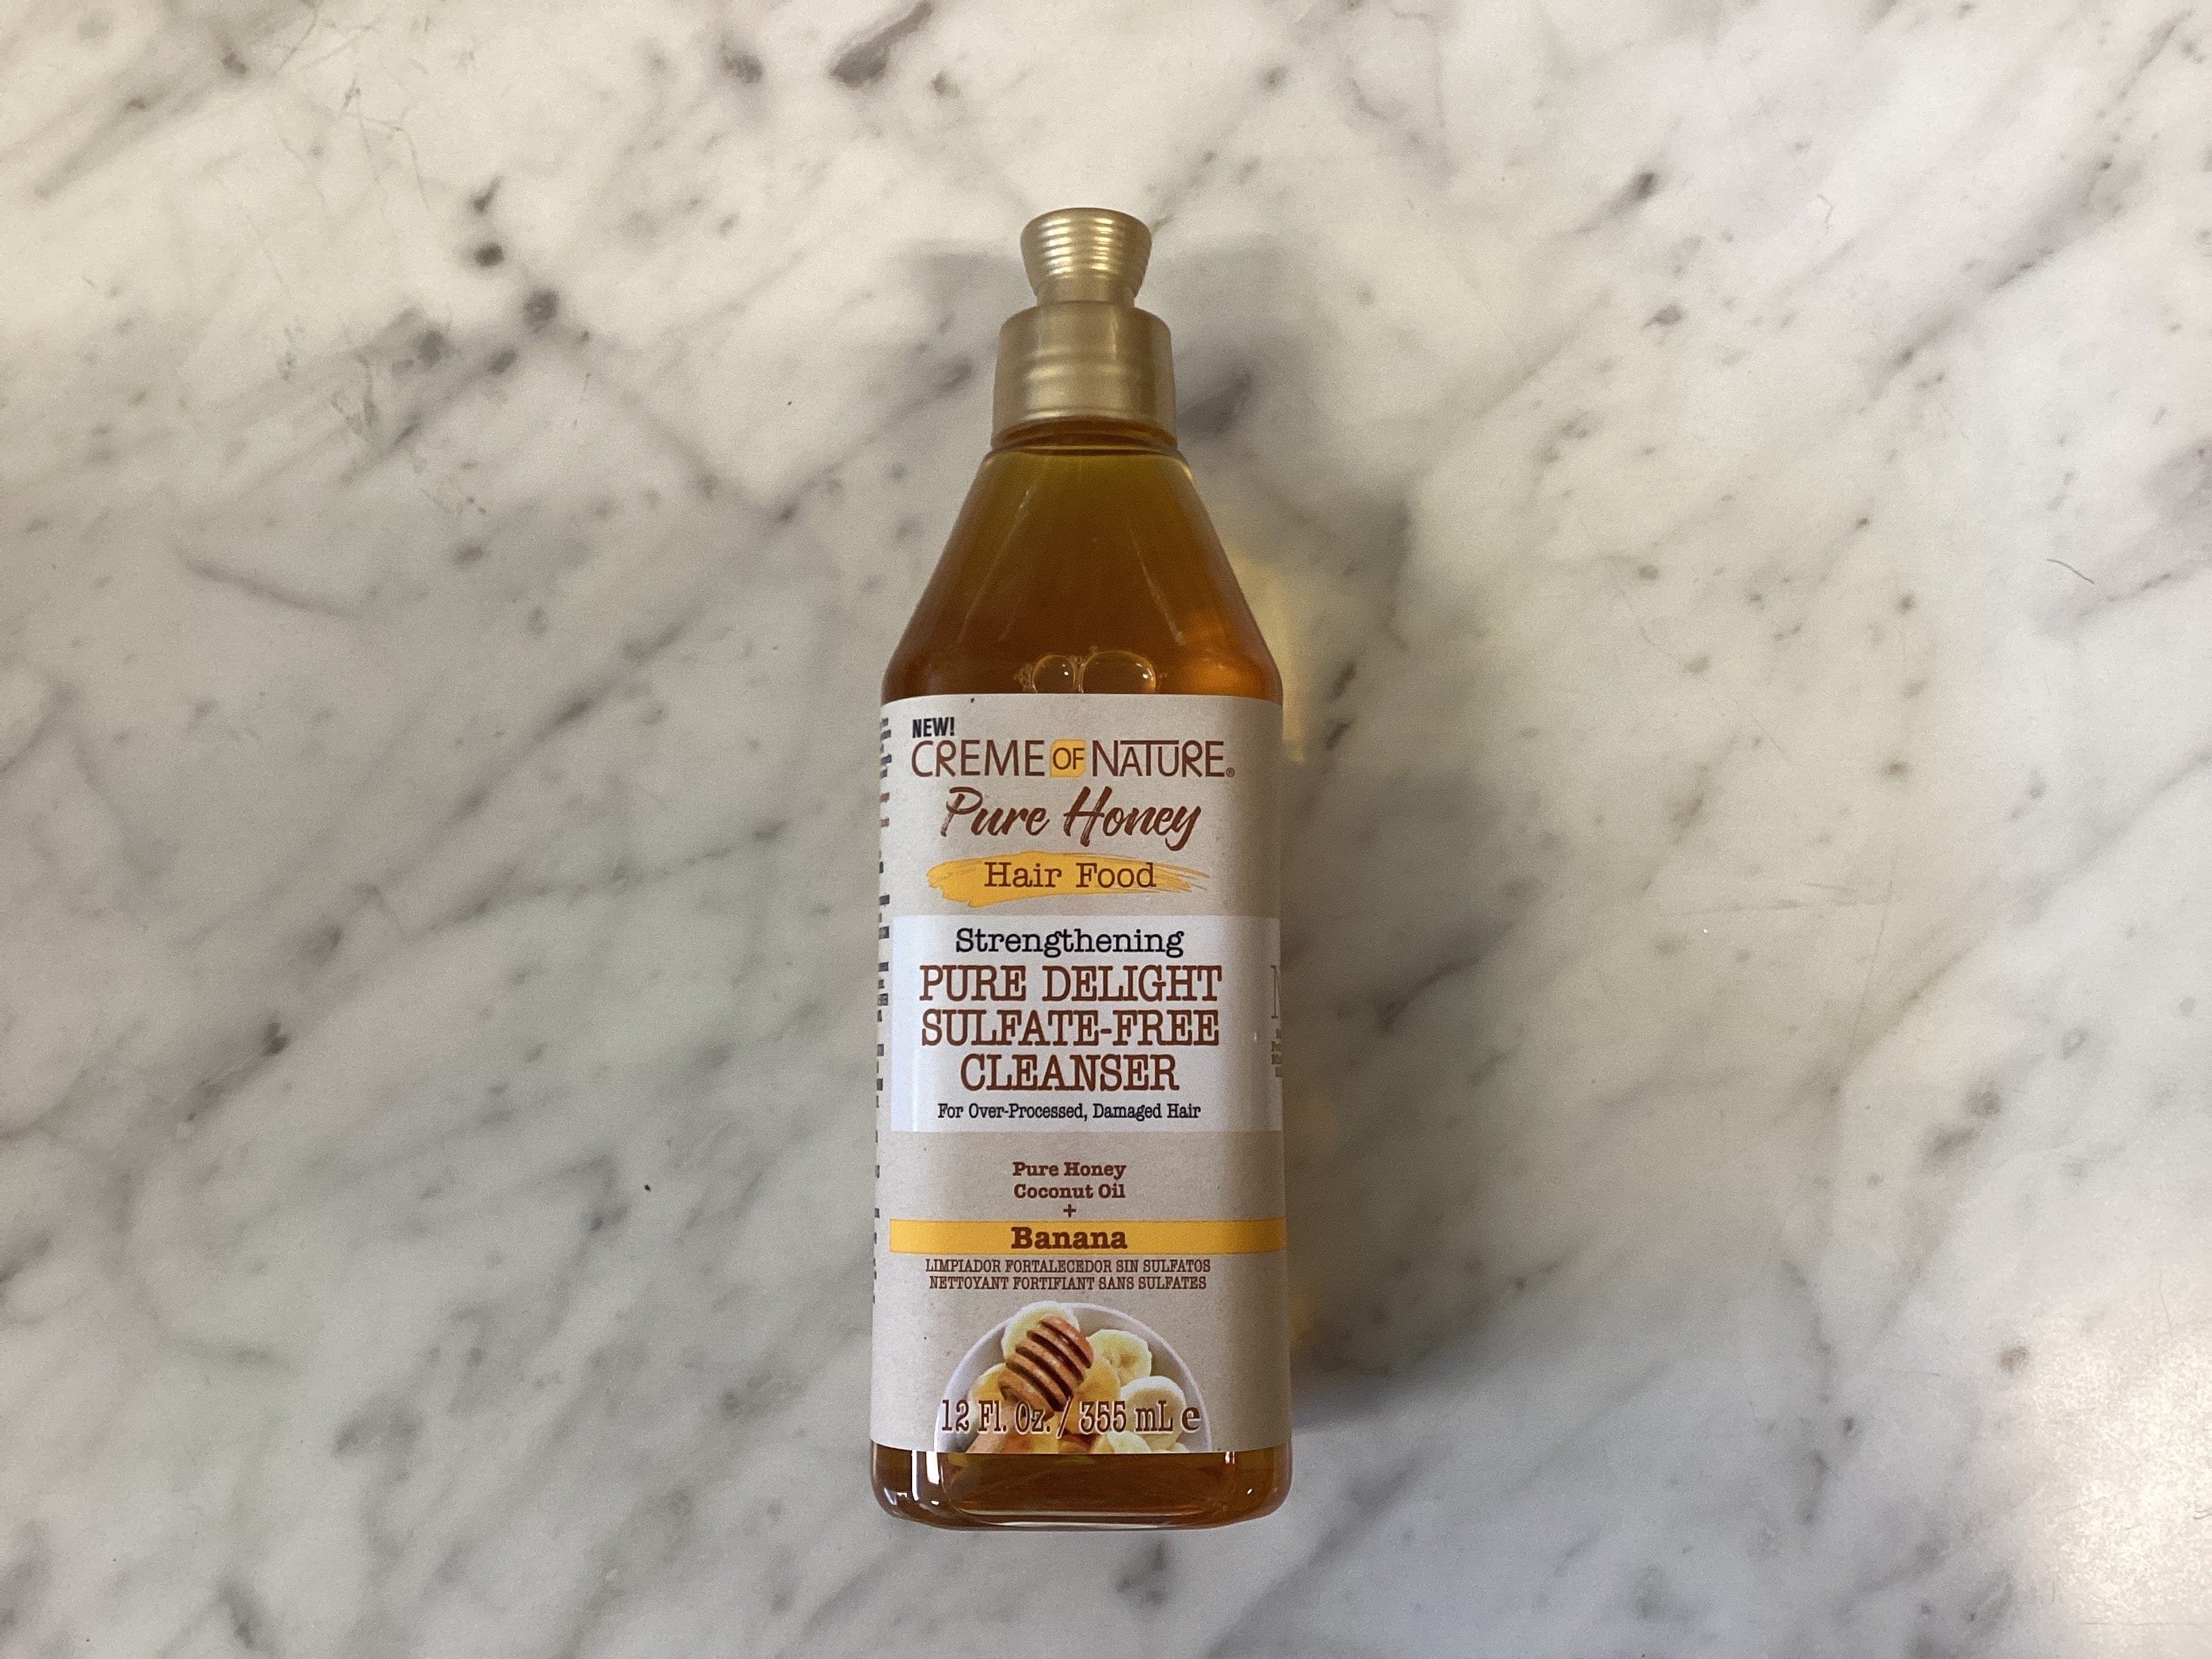 NEW!
CREME OF NATURE®
Pure Honey
Hair Food
Strengthening
PURE DELIGHT
SULFATE-FREE
CLEANSER
For Over-Processed, Damaged Hair
Pure Honey
Coconut Oil
+
Banana
LIMPIADOR FORTALECEDOR SIN SULFATOS
NETTOYANT FORTIFIANT SANS SULFATES
12 Fl. Oz. / 355 mL e